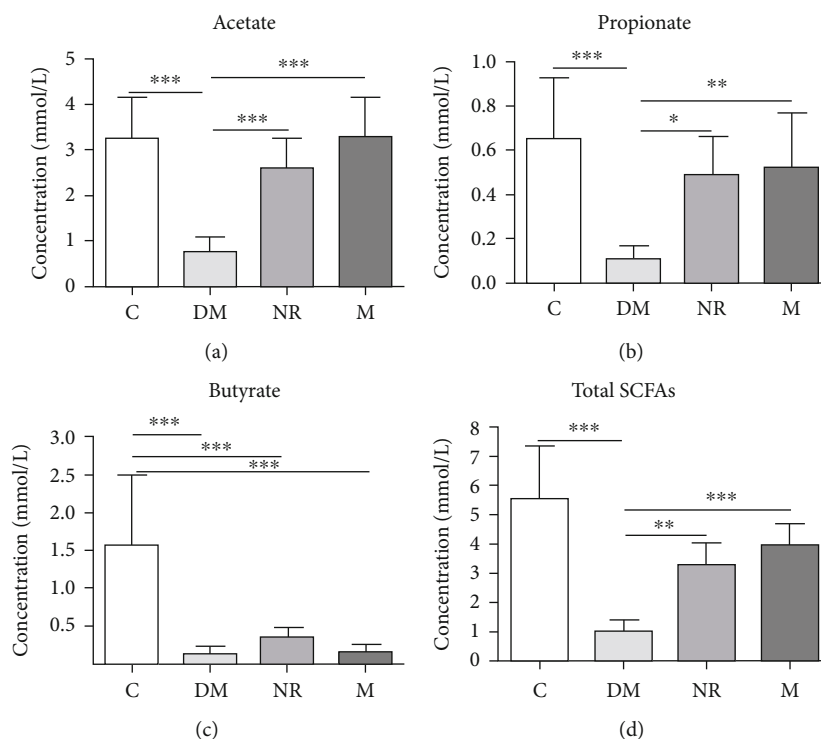 Acetate
Concentration (mmol/L)
5
4
3
2
1
0
***
***
***
C DM NR M
(a)
Propionate
Concentration (mmol/L)
1.0
0.8
0.6
0.4
0.2
0.0
***
**
*
C DM NR M
(b)
Butyrate
Concentration (mmol/L)
3.0
2.5
2.0
1.5
1.0
0.5
***
***
***
C DM NR M
(c)
Total SCFAs
Concentration (mmol/L)
8
7
6
5
4
3
2
1
0
***
***
**
C DM NR M
(d)